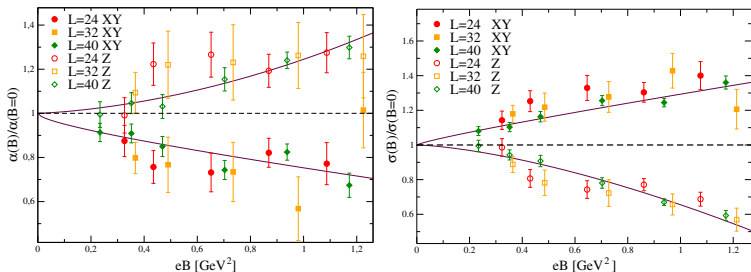 α(B)/α(B=0)
1.4
1.2
1
0.8
0.6
L=24 XY
L=32 XY
L=40 XY
L=24 Z
L=32 Z
L=40 Z
0
0.2
0.4
0.6
0.8
1
1.2
eB [GeV²]
σ(B)/σ(B=0)
1.6
1.4
1.2
1
0.8
0.6
L=24 XY
L=32 XY
L=40 XY
L=24 Z
L=32 Z
L=40 Z
0
0.2
0.4
0.6
0.8
1
1.2
eB [GeV²]